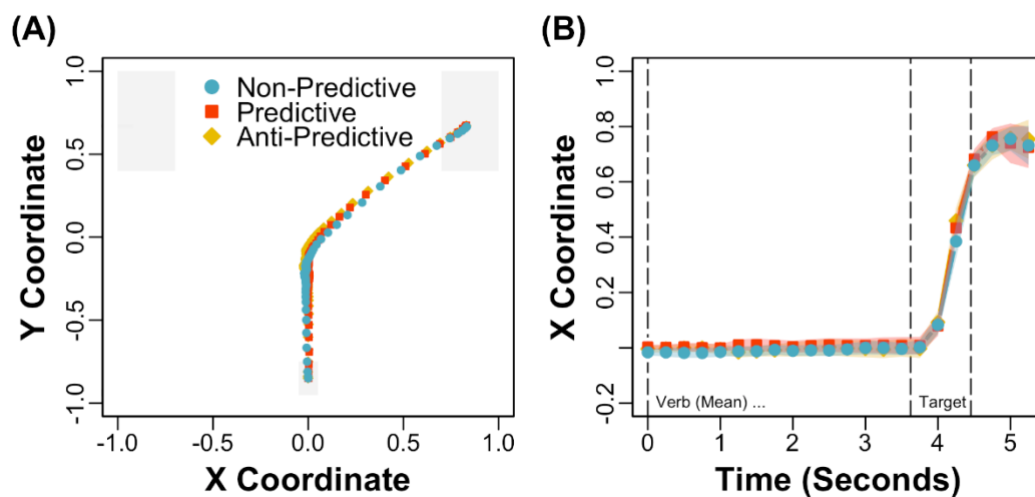 (A)
Non-Predictive
Predictive
Anti-Predictive
Y Coordinate
1.0
0.5
0.0
-0.5
-1.0
-1.0
-0.5
0.0
0.5
1.0
X Coordinate
(B)
X Coordinate
1.0
0.8
0.4
0.2
-0.2
Verb (Mean) ...
Target
0
1
2
3
4
5
Time (Seconds)